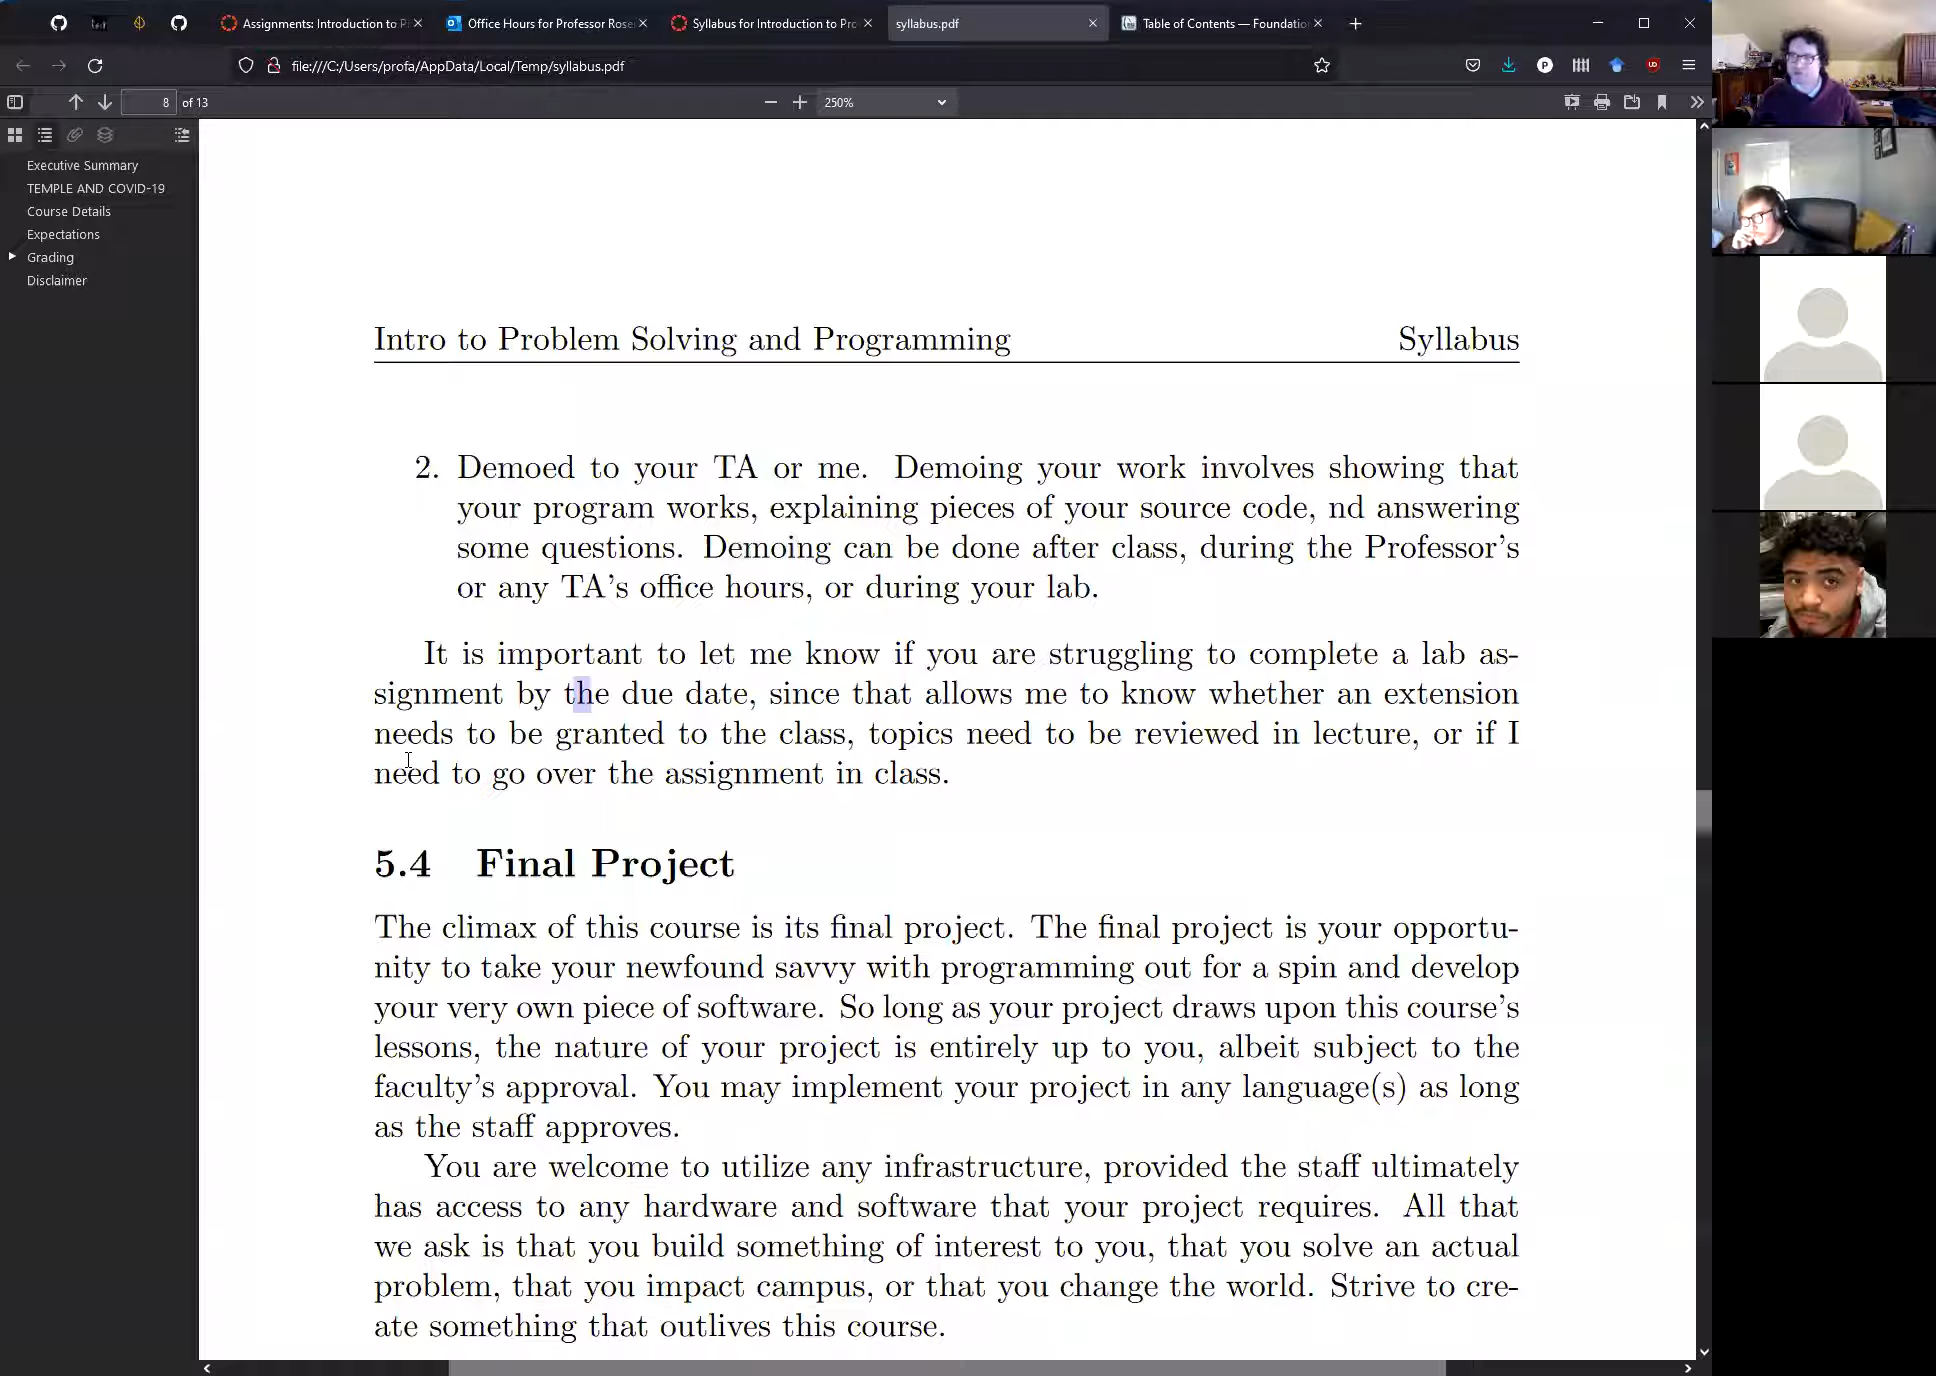 Assignments: Introduction to P
Office Hours for Professor Rose
Syllabus for Introduction to Pro
syllabus.pdf
Table of Contents — Foundatio
file:///C:/Users/profa/AppData/Local/Temp/syllabus.pdf
8 of 13
250%
Executive Summary
TEMPLE AND COVID-19
Course Details
Expectations
Grading
Disclaimer
Intro to Problem Solving and Programming Syllabus
2. Demoed to your TA or me. Demoing your work involves showing that
your program works, explaining pieces of your source code, nd answering
some questions. Demoing can be done after class, during the Professor's
or any TA's office hours, or during your lab.
It is important to let me know if you are struggling to complete a lab as-
signment by the due date, since that allows me to know whether an extension
needs to be granted to the class, topics need to be reviewed in lecture, or if I
need to go over the assignment in class.
5.4 Final Project
The climax of this course is its final project. The final project is your opportu-
nity to take your newfound savvy with programming out for a spin and develop
your very own piece of software. So long as your project draws upon this course's
lessons, the nature of your project is entirely up to you, albeit subject to the
faculty's approval. You may implement your project in any language(s) as long
as the staff approves.
You are welcome to utilize any infrastructure, provided the staff ultimately
has access to any hardware and software that your project requires. All that
we ask is that you build something of interest to you, that you solve an actual
problem, that you impact campus, or that you change the world. Strive to cre-
ate something that outlives this course.